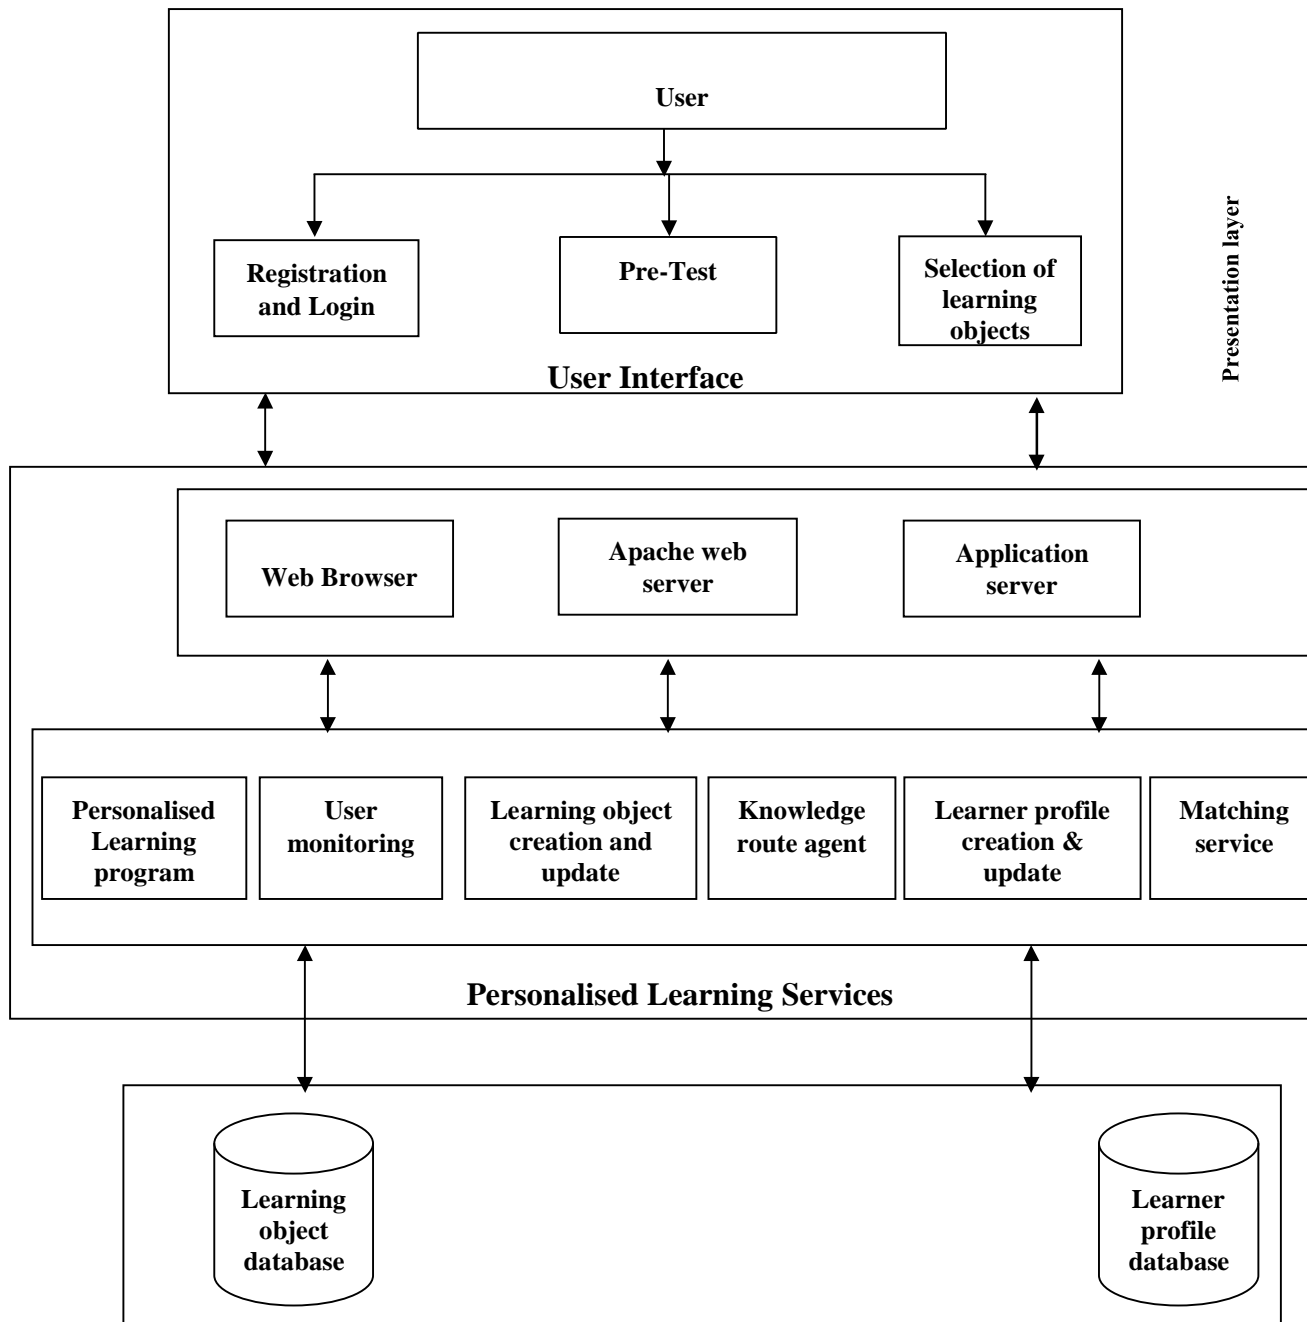 User
Registration
and Login
Pre-Test
Selection of
learning
objects
User Interface
Presentation layer
Web Browser
Apache web
server
Application
server
Personalised
Learning
program
User
monitoring
Learning object
creation and
update
Knowledge
route agent
Learner profile
creation &
update
Matching
service
Personalised Learning Services
Learning
object
database
Learner
profile
database